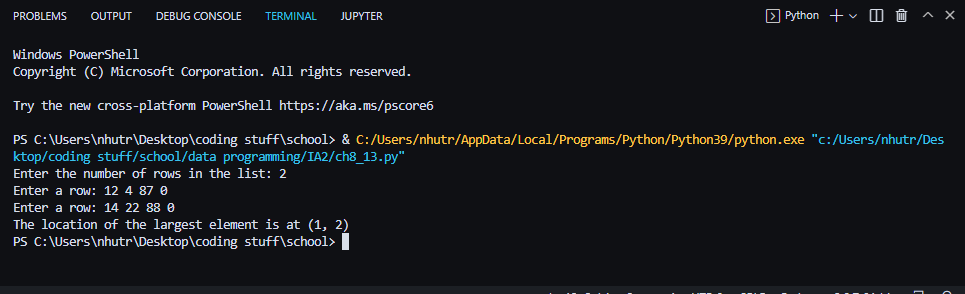 PROBLEMS OUTPUT DEBUG CONSOLE TERMINAL JUPYTER Python
Windows PowerShell
Copyright (C) Microsoft Corporation. All rights reserved.
Try the new cross-platform PowerShell https://aka.ms/pscore6
PS C:\Users\nhutr\Desktop\coding stuff\school> & C:/Users/nhutr/AppData/Local/Programs/Python/Python39/python.exe "c:/Users/nhutr/Des
ktop/coding stuff/school/data programming/IA2/ch8_13.py"
Enter the number of rows in the list: 2
Enter a row: 12 4 87 0
Enter a row: 14 22 88 0
The location of the largest element is at (1, 2)
PS C:\Users\nhutr\Desktop\coding stuff\school>